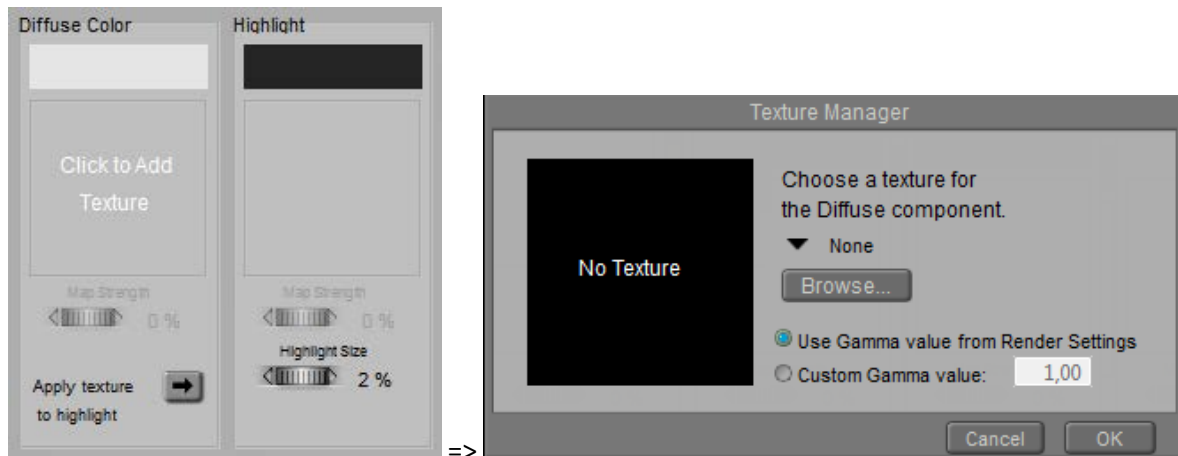 Diffuse Color
Highlight
Click to Add
Texture
Map Strength
0 %
Map Strength
0 %
Highlight Size
2 %
Apply texture
to highlight
=>
Texture Manager
No Texture
Choose a texture for
the Diffuse component.
None
Browse...
Use Gamma value from Render Settings
Custom Gamma value:
1,00
Cancel
OK